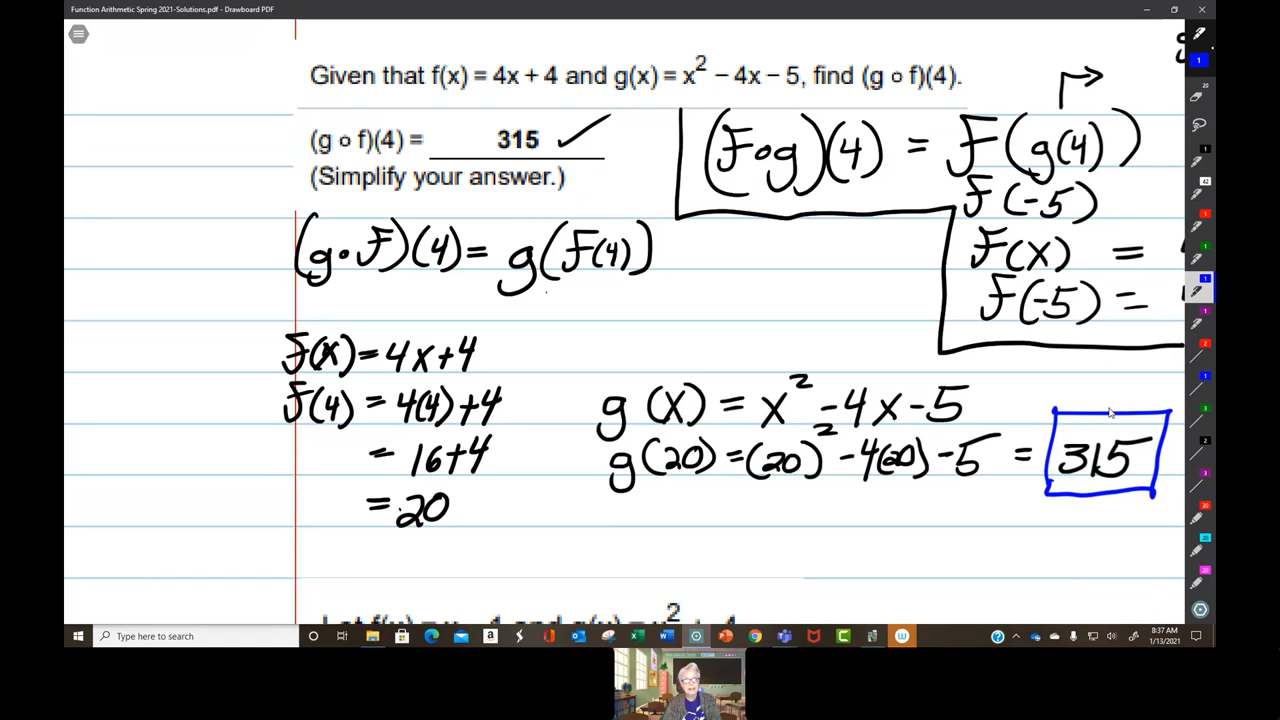 Function Arithmetic Spring 2021-Solutions.pdf - Drawboard PDF
Given that f(x) = 4x + 4 and g(x) = x² − 4x − 5, find (g ∘ f)(4).
(g ∘ f)(4) = 315 ✓
(Simplify your answer.)
(F∘g)(4) = F(g(4))
F(-5)
F(x) =
F(-5) =
(g∘F)(4) = g(F(4))
F(x) = 4x+4
F(4) = 4(4)+4
= 16+4
= 20
g(x) = x² -4x -5
g(20) = (20)² -4(20) -5 = 315
Type here to search
8:37 AM
1/13/2021